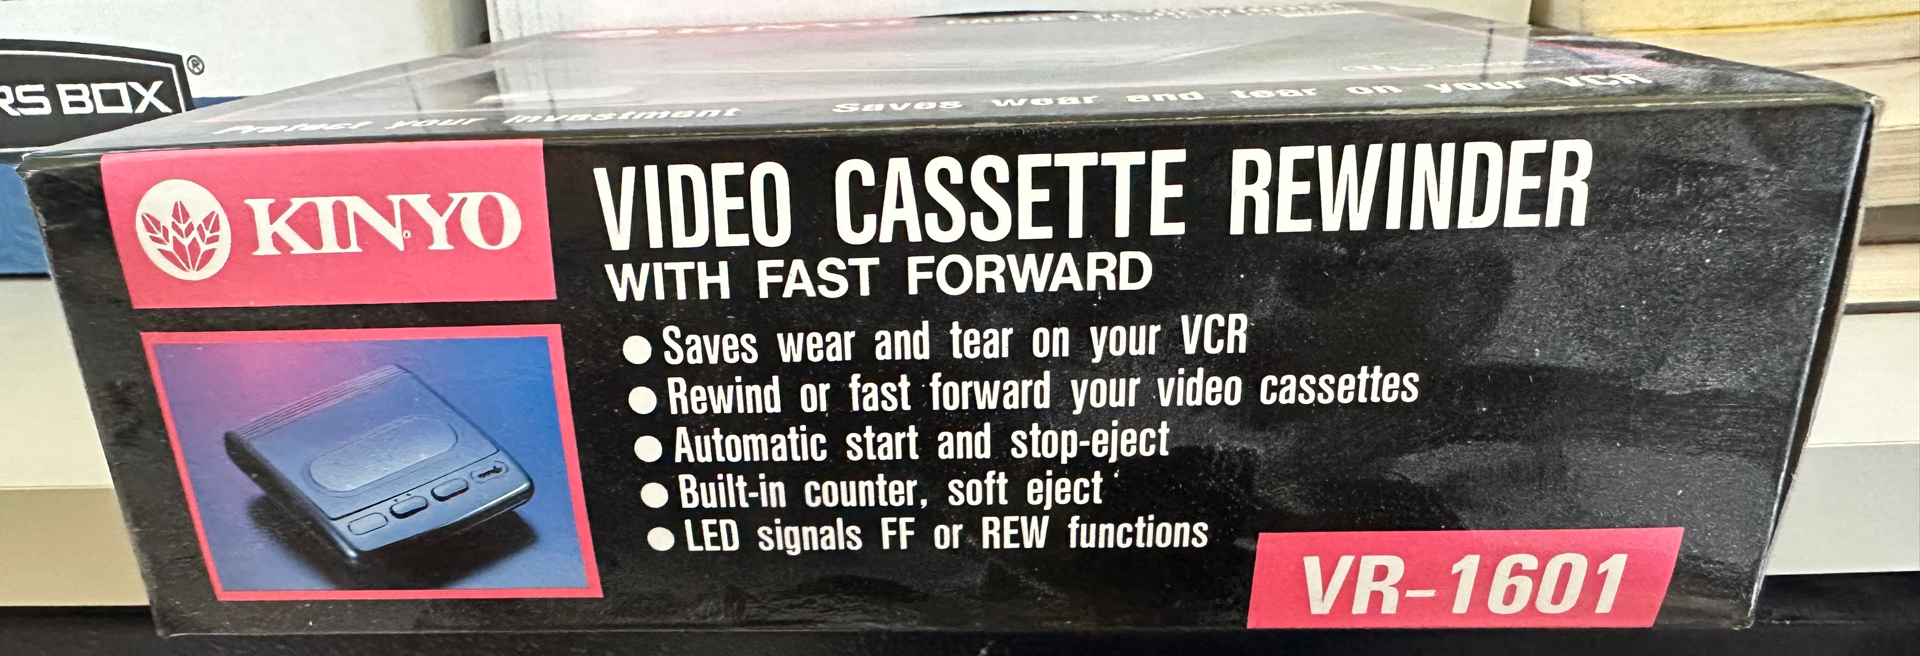 RS BOX
®
Protect your investment Saves wear and tear on your VCR
KINYO
VIDEO CASSETTE REWINDER
WITH FAST FORWARD
● Saves wear and tear on your VCR
● Rewind or fast forward your video cassettes
● Automatic start and stop-eject
● Built-in counter, soft eject
● LED signals FF or REW functions
VR-1601